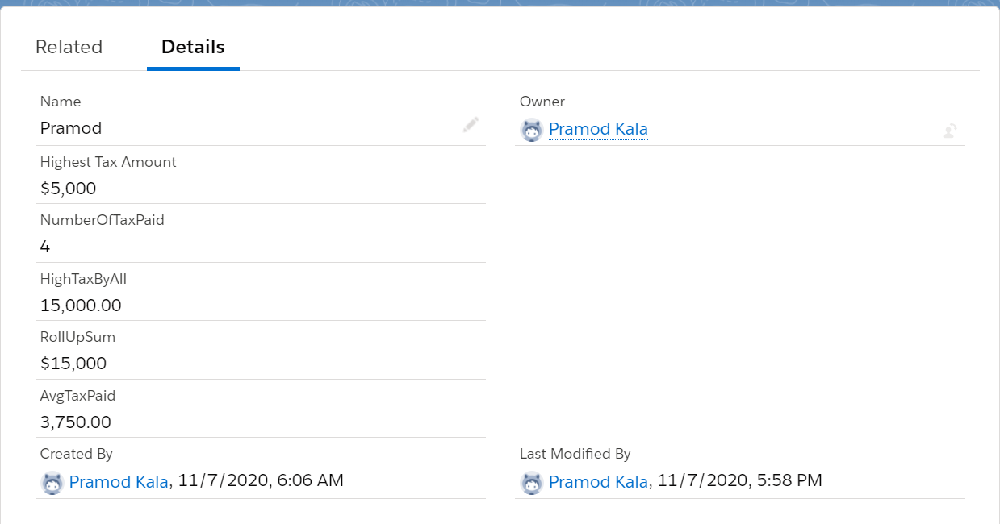 Related Details
Name
Pramod
Owner
Pramod Kala
Highest Tax Amount
$5,000
NumberOfTaxPaid
4
HighTaxByAll
15,000.00
RollUpSum
$15,000
AvgTaxPaid
3,750.00
Created By
Pramod Kala, 11/7/2020, 6:06 AM
Last Modified By
Pramod Kala, 11/7/2020, 5:58 PM